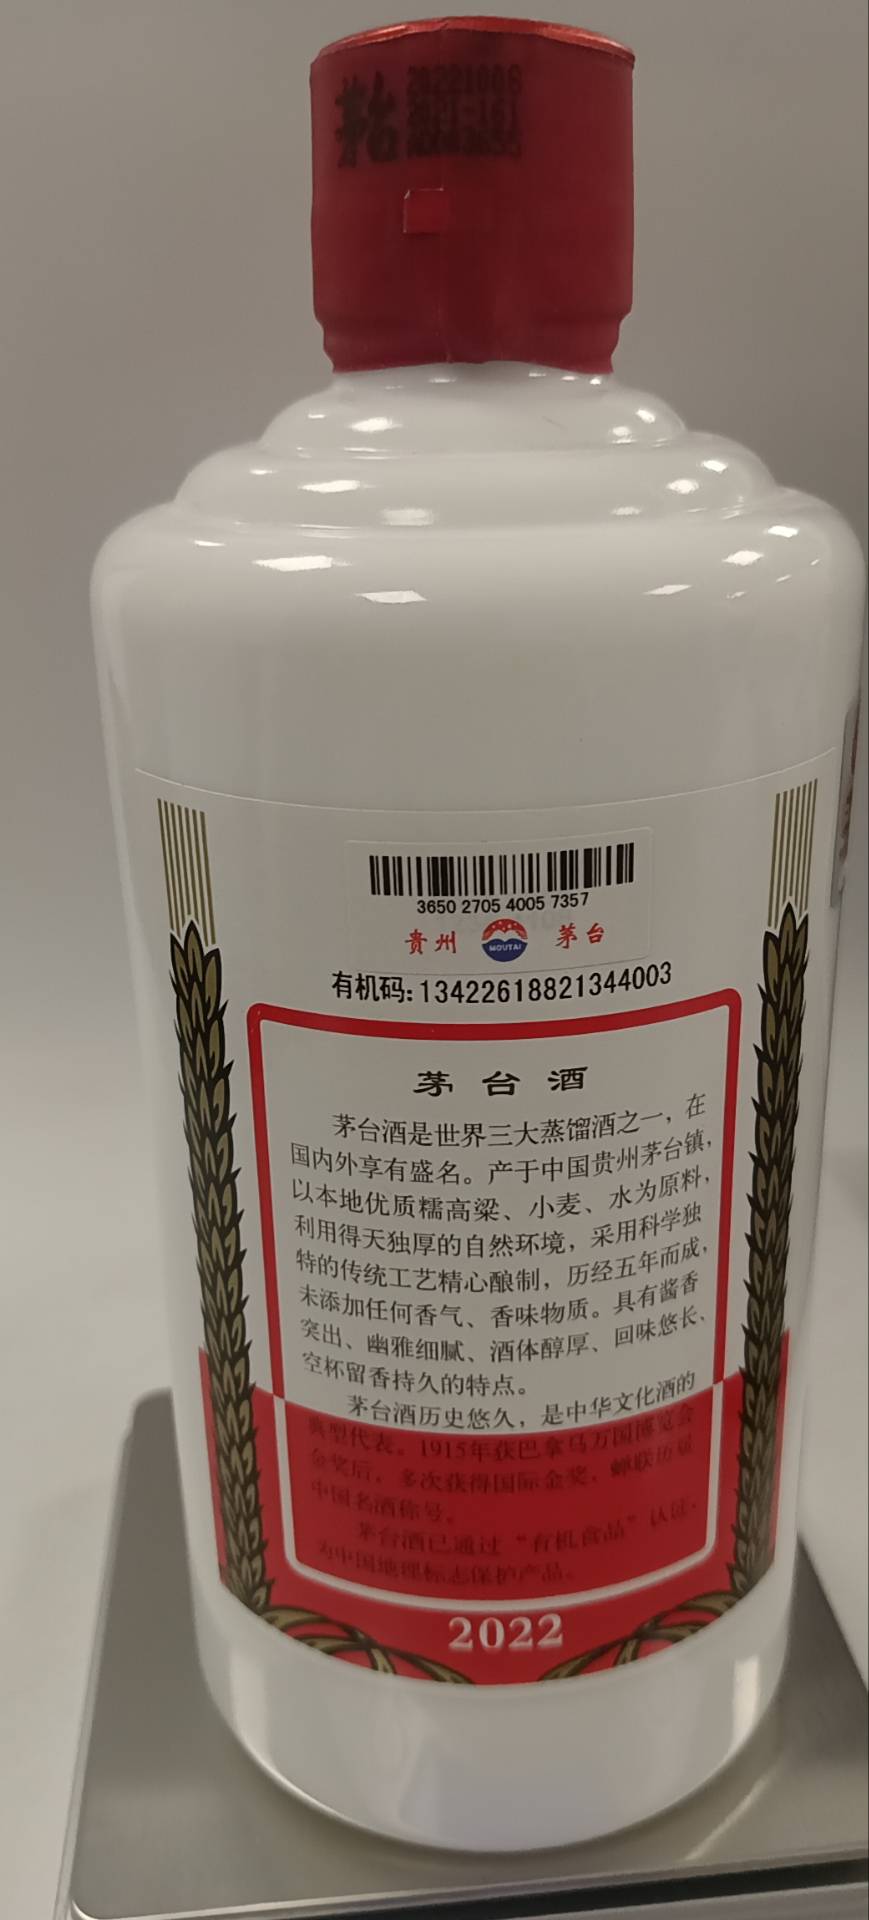 茅台
20221008
2021-161
3650 2705 4005 7357
贵州 MOUTAI 茅台
有机码:13422618821344003
茅台酒
茅台酒是世界三大蒸馏酒之一，在
国内外享有盛名。产于中国贵州茅台镇，
以本地优质糯高粱、小麦、水为原料，
利用得天独厚的自然环境，采用科学独
特的传统工艺精心酿制，历经五年而成，
未添加任何香气、香味物质。具有酱香
突出、幽雅细腻、酒体醇厚、回味悠长、
空杯留香持久的特点。
茅台酒历史悠久，是中华文化酒的
典型代表。1915年获巴拿马万国博览会
金奖后，多次获得国际金奖，蝉联历届
中国名酒称号。
茅台酒已通过“有机食品”认证，
为中国地理标志保护产品。
2022